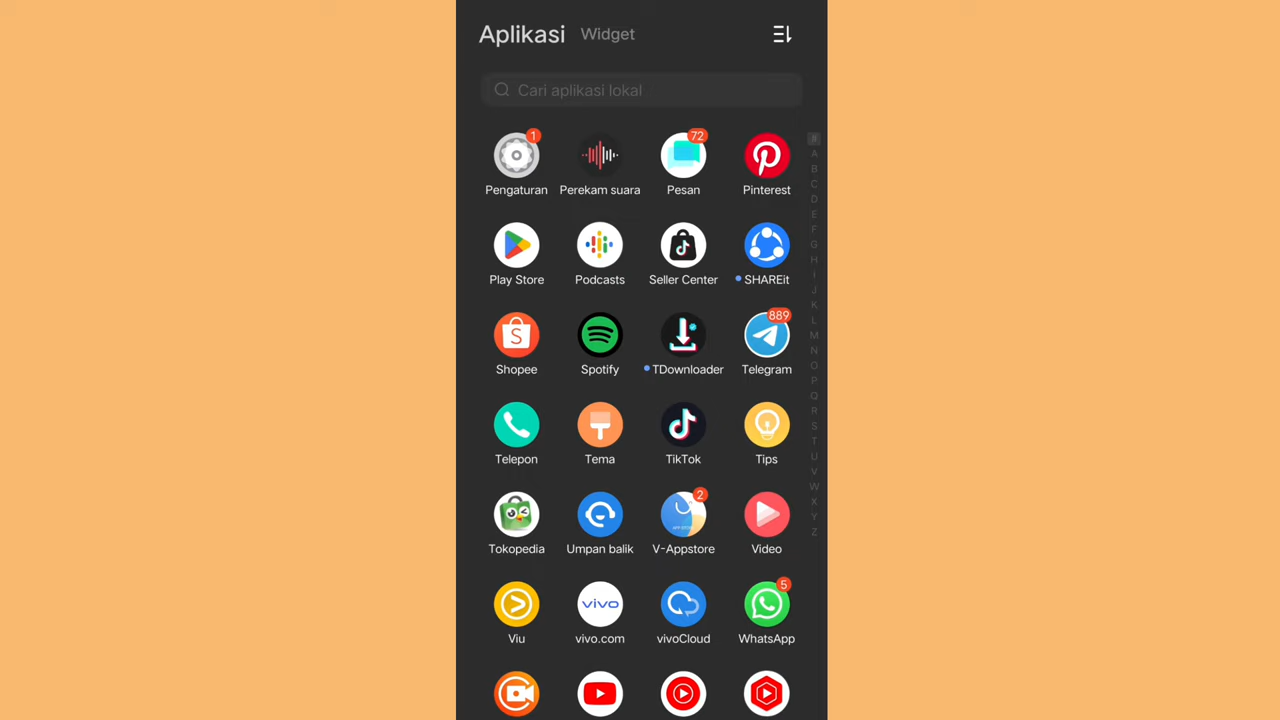 Aplikasi Widget
Cari aplikasi lokal
1 72
Pengaturan Perekam suara Pesan Pinterest
Play Store Podcasts Seller Center SHAREit
889
Shopee Spotify TDownloader Telegram
Telepon Tema TikTok Tips
2
APP STORE
Tokopedia Umpan balik V-Appstore Video
vivo 5
Viu vivo.com vivoCloud WhatsApp
#
A
B
C
D
E
F
G
H
I
J
K
L
M
N
O
P
Q
R
S
T
U
V
W
X
Y
Z